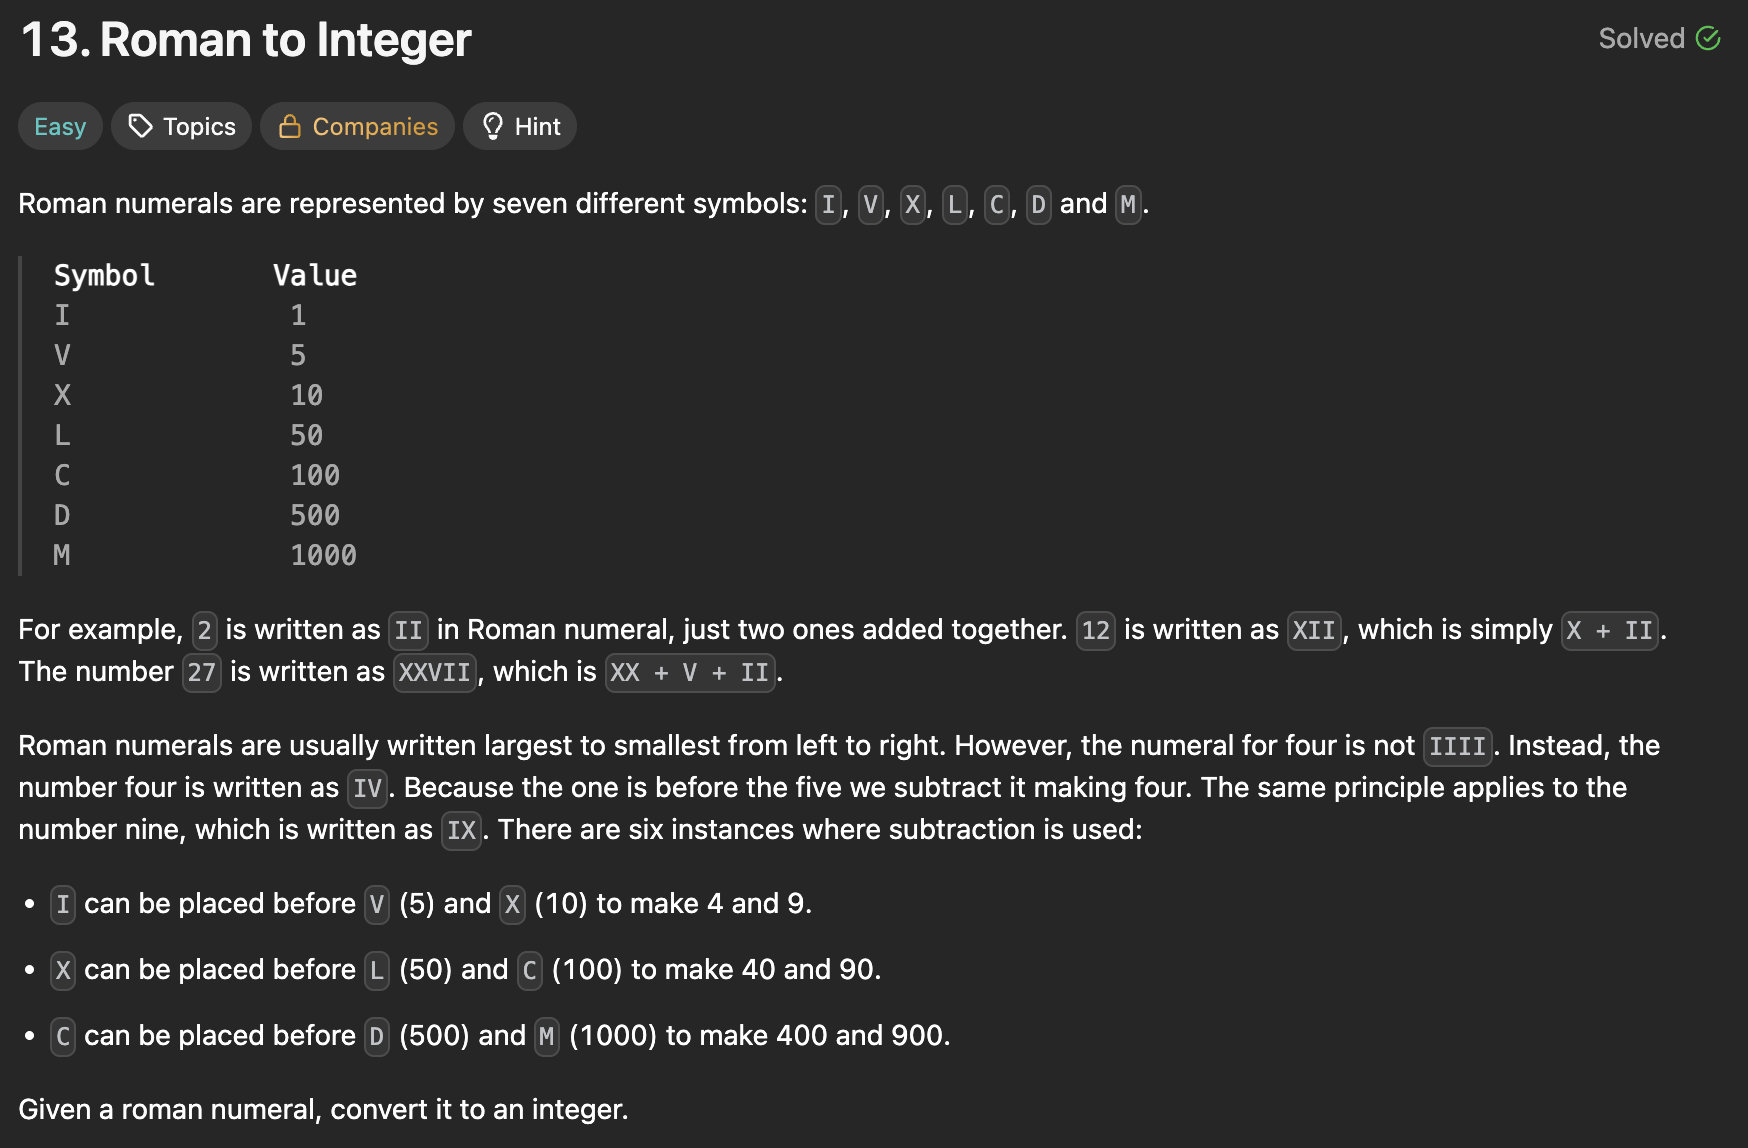 13. Roman to Integer
Solved
Easy
Topics
Companies
Hint
Roman numerals are represented by seven different symbols: I, V, X, L, C, D and M.
Symbol Value
I 1
V 5
X 10
L 50
C 100
D 500
M 1000
For example, 2 is written as II in Roman numeral, just two ones added together. 12 is written as XII, which is simply X + II.
The number 27 is written as XXVII, which is XX + V + II.
Roman numerals are usually written largest to smallest from left to right. However, the numeral for four is not IIII. Instead, the
number four is written as IV. Because the one is before the five we subtract it making four. The same principle applies to the
number nine, which is written as IX. There are six instances where subtraction is used:
• I can be placed before V (5) and X (10) to make 4 and 9.
• X can be placed before L (50) and C (100) to make 40 and 90.
• C can be placed before D (500) and M (1000) to make 400 and 900.
Given a roman numeral, convert it to an integer.